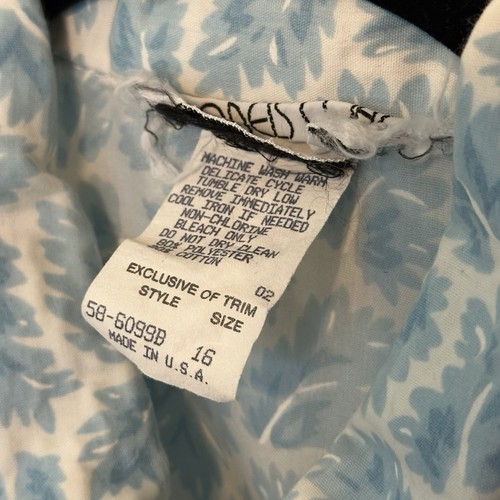 MACHINE WASH WARM
DELICATE CYCLE
TUMBLE DRY LOW
REMOVE IMMEDIATELY
COOL IRON IF NEEDED
NON-CHLORINE
BLEACH ONLY
DO NOT DRY CLEAN
80% POLYESTER
COTTON
02
EXCLUSIVE OF TRIM
STYLE SIZE
58-6099B 16
MADE IN U.S.A.